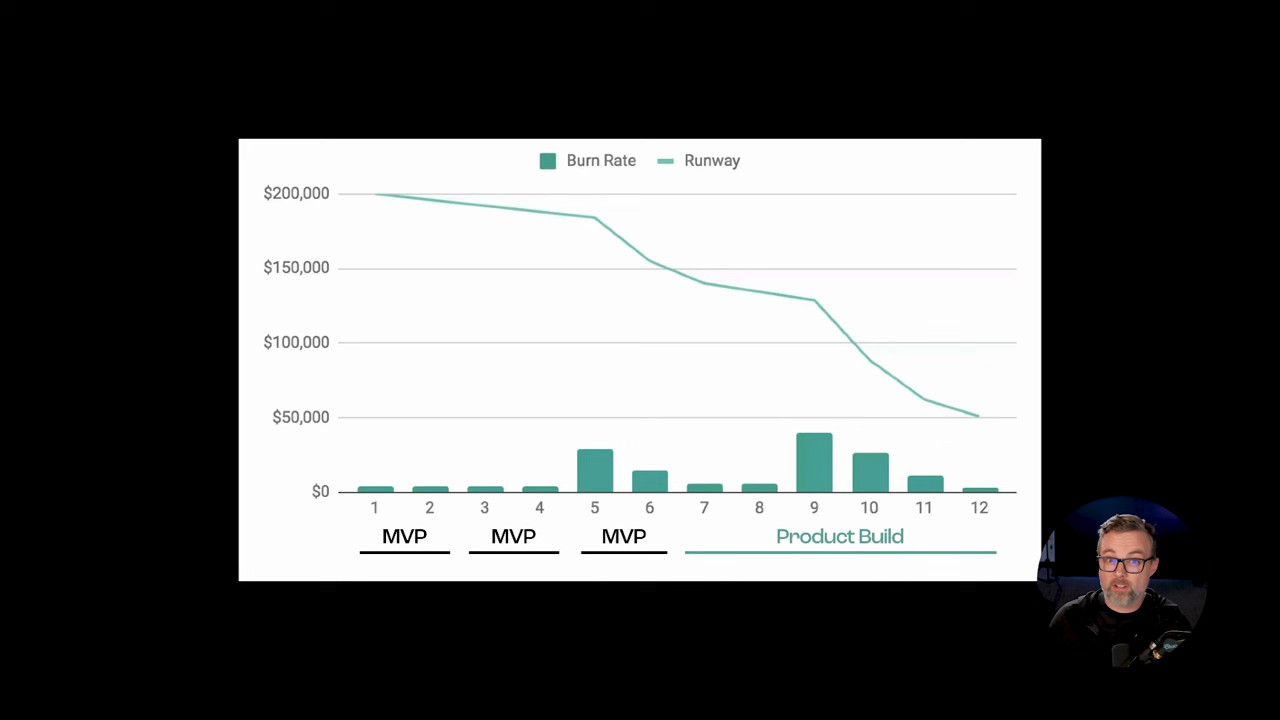 Burn Rate Runway
$200,000
$150,000
$100,000
$50,000
$0
1 2 3 4 5 6 7 8 9 10 11 12
MVP MVP MVP Product Build